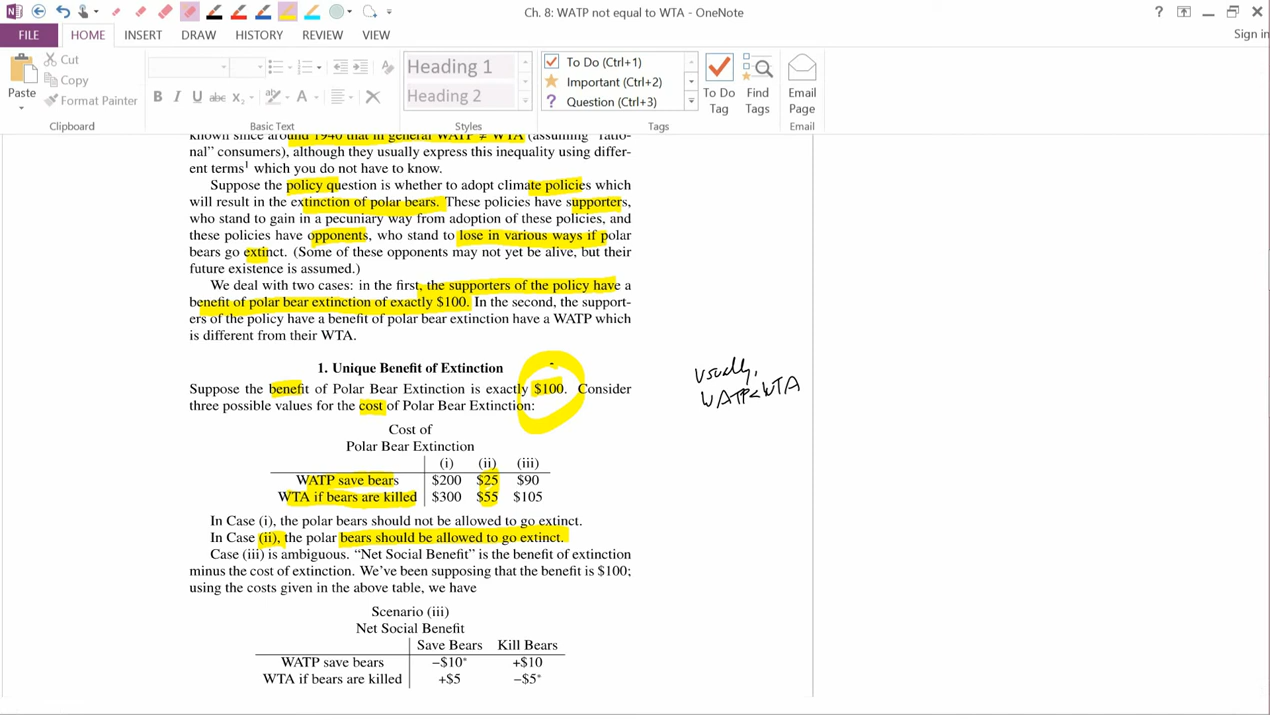 Ch. 8: WATP not equal to WTA - OneNote
?
Sign in
FILE HOME INSERT DRAW HISTORY REVIEW VIEW
Paste
Cut
Copy
Format Painter
Clipboard
B I U abc X₂ A
Basic Text
Heading 1
Heading 2
Styles
To Do (Ctrl+1)
Important (Ctrl+2)
? Question (Ctrl+3)
To Do
Tag
Find
Tags
Tags
Email
Page
Email
known since around 1940 that in general WATP ≠ WTA (assuming “ratio-
nal” consumers), although they usually express this inequality using differ-
ent terms¹ which you do not have to know.
Suppose the policy question is whether to adopt climate policies which
will result in the extinction of polar bears. These policies have supporters,
who stand to gain in a pecuniary way from adoption of these policies, and
these policies have opponents, who stand to lose in various ways if polar
bears go extinct. (Some of these opponents may not yet be alive, but their
future existence is assumed.)
We deal with two cases: in the first, the supporters of the policy have a
benefit of polar bear extinction of exactly $100. In the second, the support-
ers of the policy have a benefit of polar bear extinction have a WATP which
is different from their WTA.
1. Unique Benefit of Extinction
Suppose the benefit of Polar Bear Extinction is exactly $100. Consider
three possible values for the cost of Polar Bear Extinction:
usually,
WATP<WTA
Cost of
Polar Bear Extinction
(i) (ii) (iii)
WATP save bears $200 $25 $90
WTA if bears are killed $300 $55 $105
In Case (i), the polar bears should not be allowed to go extinct.
In Case (ii), the polar bears should be allowed to go extinct.
Case (iii) is ambiguous. “Net Social Benefit” is the benefit of extinction
minus the cost of extinction. We’ve been supposing that the benefit is $100;
using the costs given in the above table, we have
Scenario (iii)
Net Social Benefit
Save Bears Kill Bears
WATP save bears −$10* +$10
WTA if bears are killed +$5 −$5*